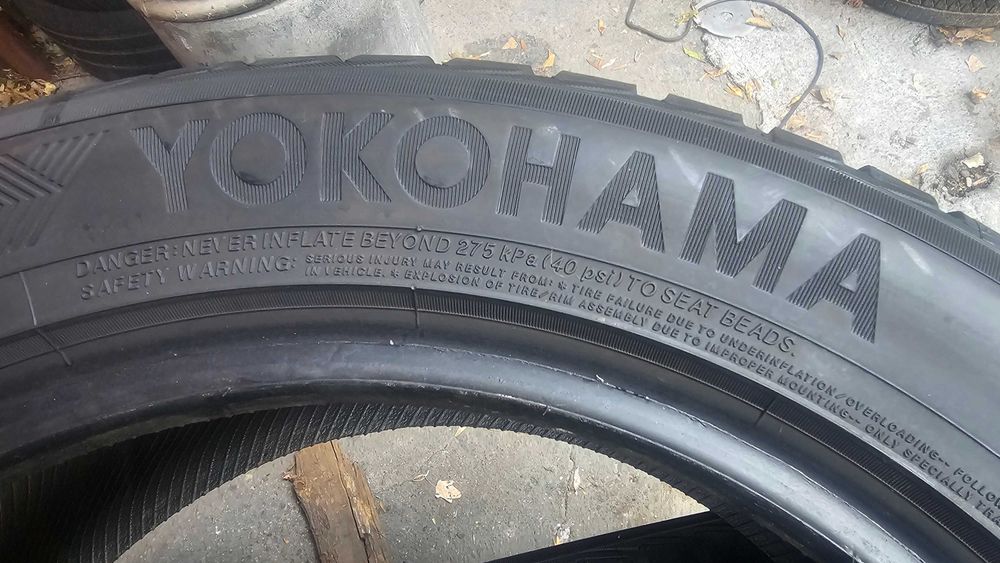 YOKOHAMA
DANGER: NEVER INFLATE BEYOND 275 kPa (40 psi) TO SEAT BEADS.
SAFETY WARNING: SERIOUS INJURY MAY RESULT FROM: * TIRE FAILURE DUE TO UNDERINFLATION/OVERLOADING-- FOLLOW
IN VEHICLE. * EXPLOSION OF TIRE/RIM ASSEMBLY DUE TO IMPROPER MOUNTING-- ONLY SPECIALLY TRA